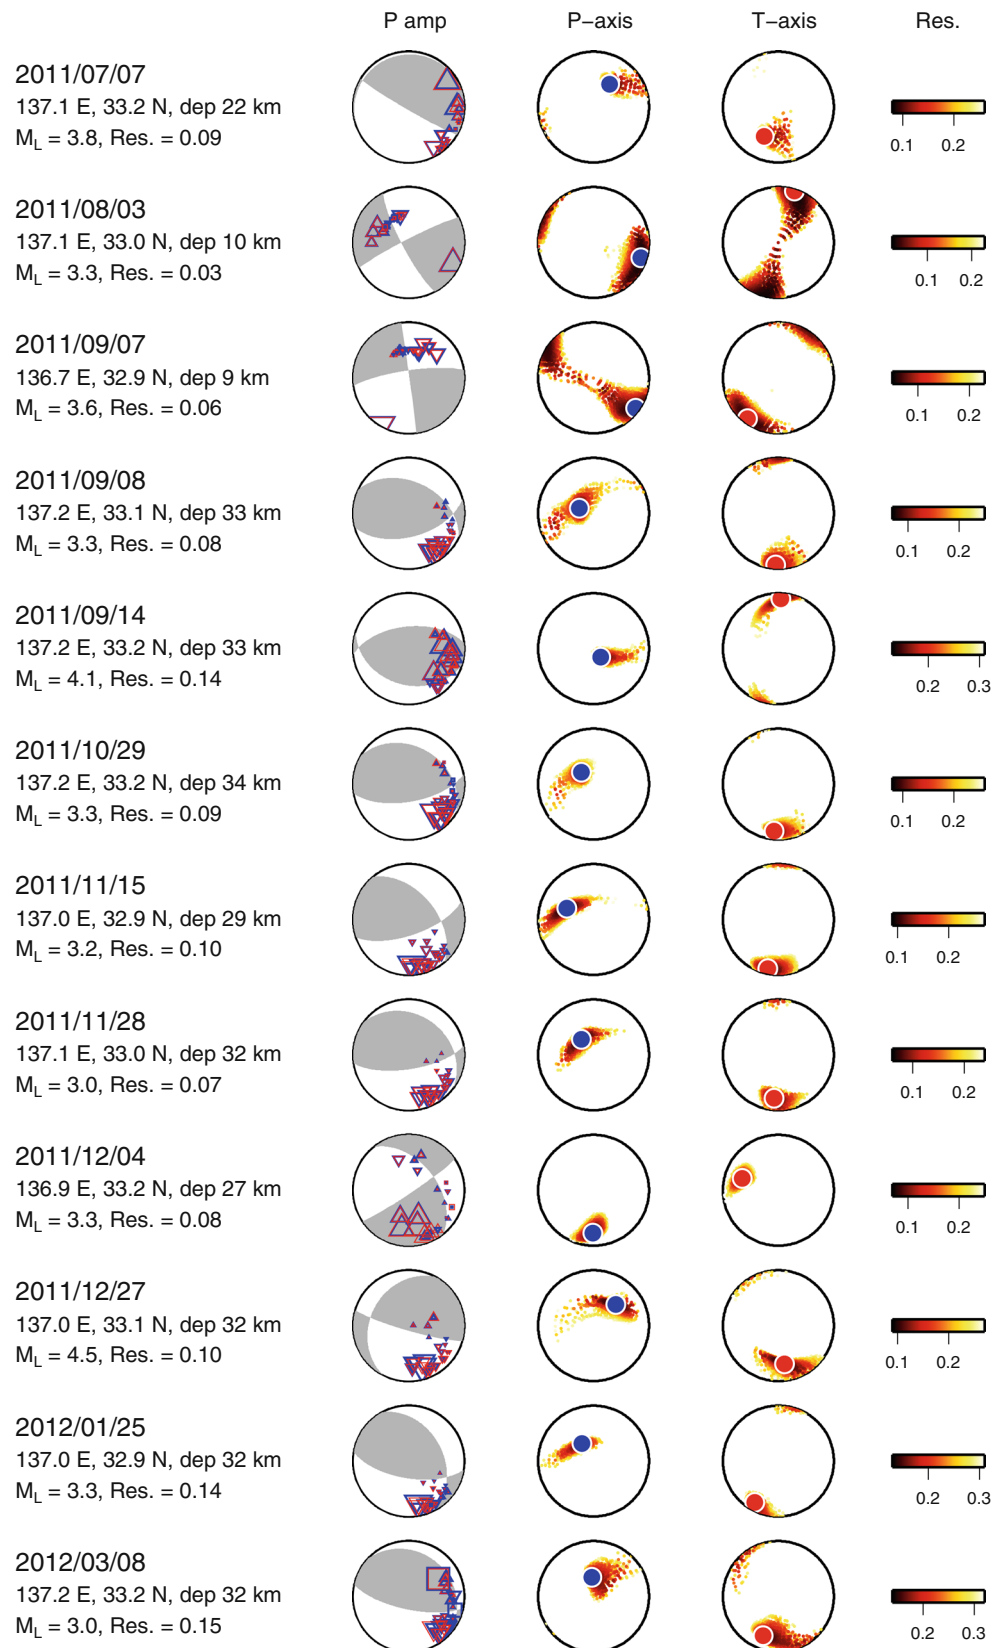 P amp P−axis T−axis Res.
2011/07/07
137.1 E, 33.2 N, dep 22 km
M_L = 3.8, Res. = 0.09
0.1 0.2
2011/08/03
137.1 E, 33.0 N, dep 10 km
M_L = 3.3, Res. = 0.03
0.1 0.2
2011/09/07
136.7 E, 32.9 N, dep 9 km
M_L = 3.6, Res. = 0.06
0.1 0.2
2011/09/08
137.2 E, 33.1 N, dep 33 km
M_L = 3.3, Res. = 0.08
0.1 0.2
2011/09/14
137.2 E, 33.2 N, dep 33 km
M_L = 4.1, Res. = 0.14
0.2 0.3
2011/10/29
137.2 E, 33.2 N, dep 34 km
M_L = 3.3, Res. = 0.09
0.1 0.2
2011/11/15
137.0 E, 32.9 N, dep 29 km
M_L = 3.2, Res. = 0.10
0.1 0.2
2011/11/28
137.1 E, 33.0 N, dep 32 km
M_L = 3.0, Res. = 0.07
0.1 0.2
2011/12/04
136.9 E, 33.2 N, dep 27 km
M_L = 3.3, Res. = 0.08
0.1 0.2
2011/12/27
137.0 E, 33.1 N, dep 32 km
M_L = 4.5, Res. = 0.10
0.1 0.2
2012/01/25
137.0 E, 32.9 N, dep 32 km
M_L = 3.3, Res. = 0.14
0.2 0.3
2012/03/08
137.2 E, 33.2 N, dep 32 km
M_L = 3.0, Res. = 0.15
0.2 0.3